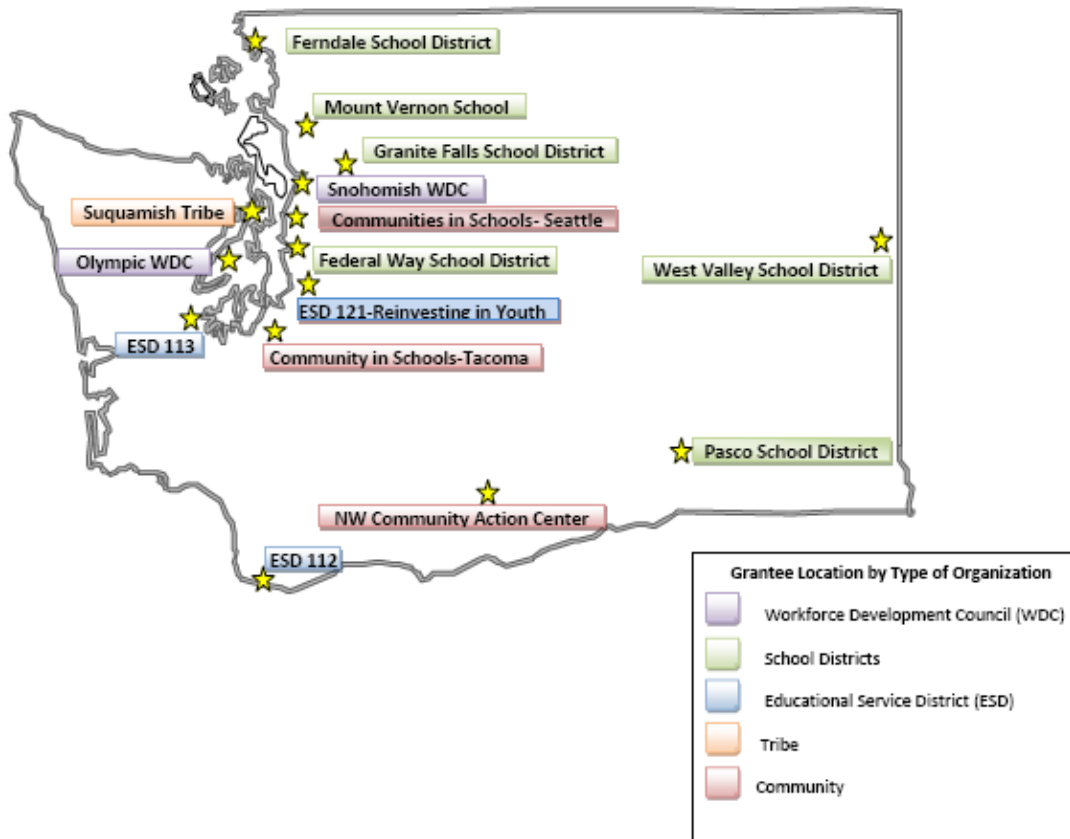 Ferndale School District
Mount Vernon School
Granite Falls School District
Snohomish WDC
Suquamish Tribe
Communities in Schools- Seattle
Olympic WDC
Federal Way School District
West Valley School District
ESD 121-Reinvesting in Youth
ESD 113
Community in Schools-Tacoma
Pasco School District
NW Community Action Center
ESD 112
Grantee Location by Type of Organization
Workforce Development Council (WDC)
School Districts
Educational Service District (ESD)
Tribe
Community